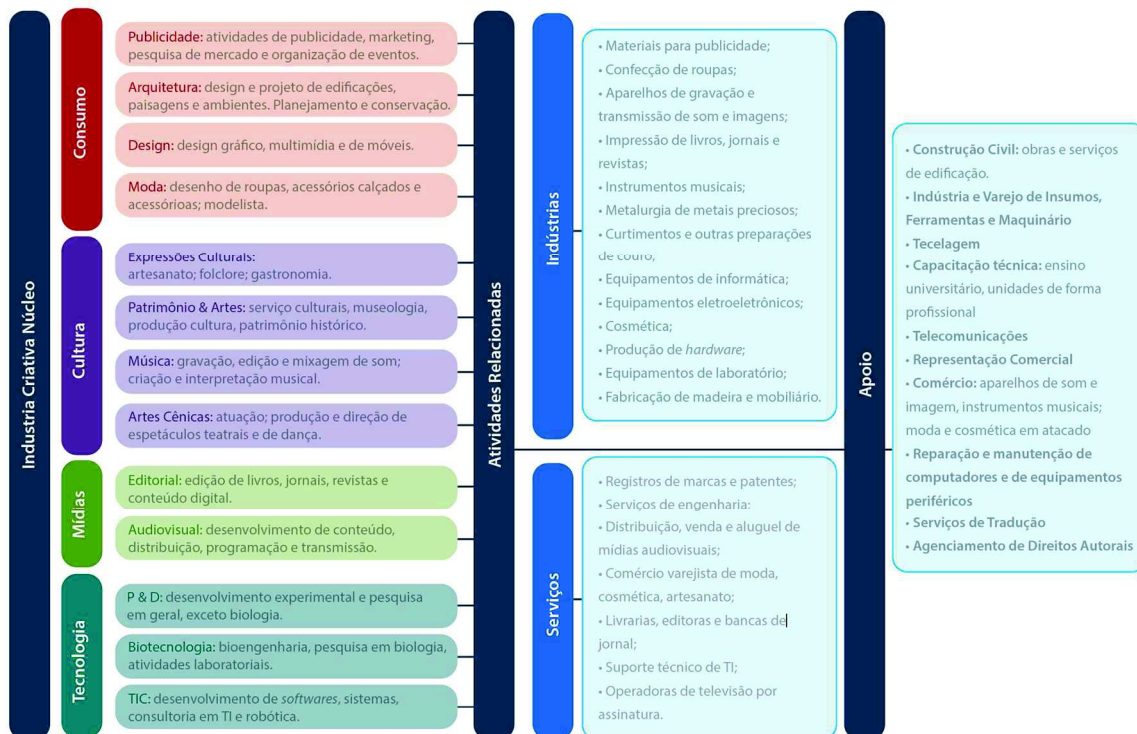 Industria Criativa Núcleo
Consumo
Publicidade: atividades de publicidade, marketing,
pesquisa de mercado e organização de eventos.
Arquitetura: design e projeto de edificações,
paisagens e ambientes. Planejamento e conservação.
Design: design gráfico, multimídia e de móveis.
Moda: desenho de roupas, acessórios calçados e
acessórioas; modelista.
Cultura
Expressões Culturais:
artesanato; folclore; gastronomia.
Patrimônio & Artes: serviço culturais, museologia,
produção cultura, patrimônio histórico.
Música: gravação, edição e mixagem de som;
criação e interpretação musical.
Artes Cênicas: atuação; produção e direção de
espetáculos teatrais e de dança.
Mídias
Editorial: edição de livros, jornais, revistas e
conteúdo digital.
Audiovisual: desenvolvimento de conteúdo,
distribuição, programação e transmissão.
Tecnologia
P & D: desenvolvimento experimental e pesquisa
em geral, exceto biologia.
Biotecnologia: bioengenharia, pesquisa em biologia,
atividades laboratoriais.
TIC: desenvolvimento de softwares, sistemas,
consultoria em TI e robótica.
Atividades Relacionadas
Indústrias
• Materiais para publicidade;
• Confecção de roupas;
• Aparelhos de gravação e
transmissão de som e imagens;
• Impressão de livros, jornais e
revistas;
• Instrumentos musicais;
• Metalurgia de metais preciosos;
• Curtimentos e outras preparações
de couro;
• Equipamentos de informática;
• Equipamentos eletroeletrônicos;
• Cosmética;
• Produção de hardware;
• Equipamentos de laboratório;
• Fabricação de madeira e mobiliário.
Serviços
• Registros de marcas e patentes;
• Serviços de engenharia:
• Distribuição, venda e aluguel de
mídias audiovisuais;
• Comércio varejista de moda,
cosmética, artesanato;
• Livrarias, editoras e bancas de
jornal;
• Suporte técnico de TI;
• Operadoras de televisão por
assinatura.
Apoio
• Construção Civil: obras e serviços
de edificação.
• Indústria e Varejo de Insumos,
Ferramentas e Maquinário
• Tecelagem
• Capacitação técnica: ensino
universitário, unidades de forma
profissional
• Telecomunicações
• Representação Comercial
• Comércio: aparelhos de som e
imagem, instrumentos musicais;
moda e cosmética em atacado
• Reparação e manutenção de
computadores e de equipamentos
periféricos
• Serviços de Tradução
• Agenciamento de Direitos Autorais